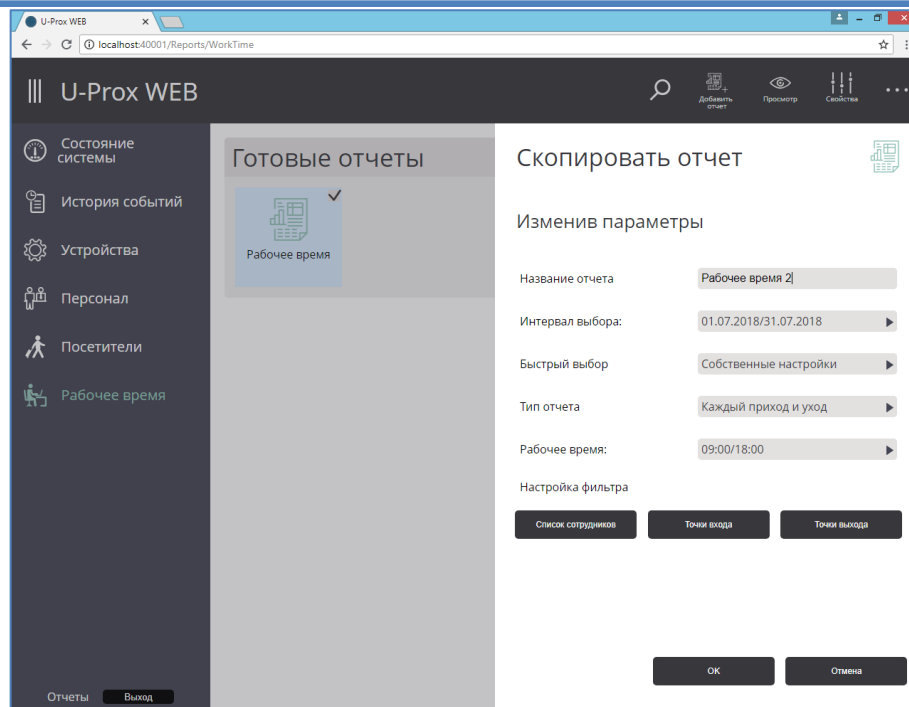 U-Prox WEB
localhost:40001/Reports/WorkTime
U-Prox WEB
Добавить
отчет
Просмотр
Свойства
Состояние
системы
История событий
Устройства
Персонал
Посетители
Рабочее время
Отчеты
Выход
Готовые отчеты
Рабочее время
Скопировать отчет
Изменив параметры
Название отчета
Рабочее время 2
Интервал выбора:
01.07.2018/31.07.2018
Быстрый выбор
Собственные настройки
Тип отчета
Каждый приход и уход
Рабочее время:
09:00/18:00
Настройка фильтра
Список сотрудников
Точки входа
Точки выхода
ОК
Отмена